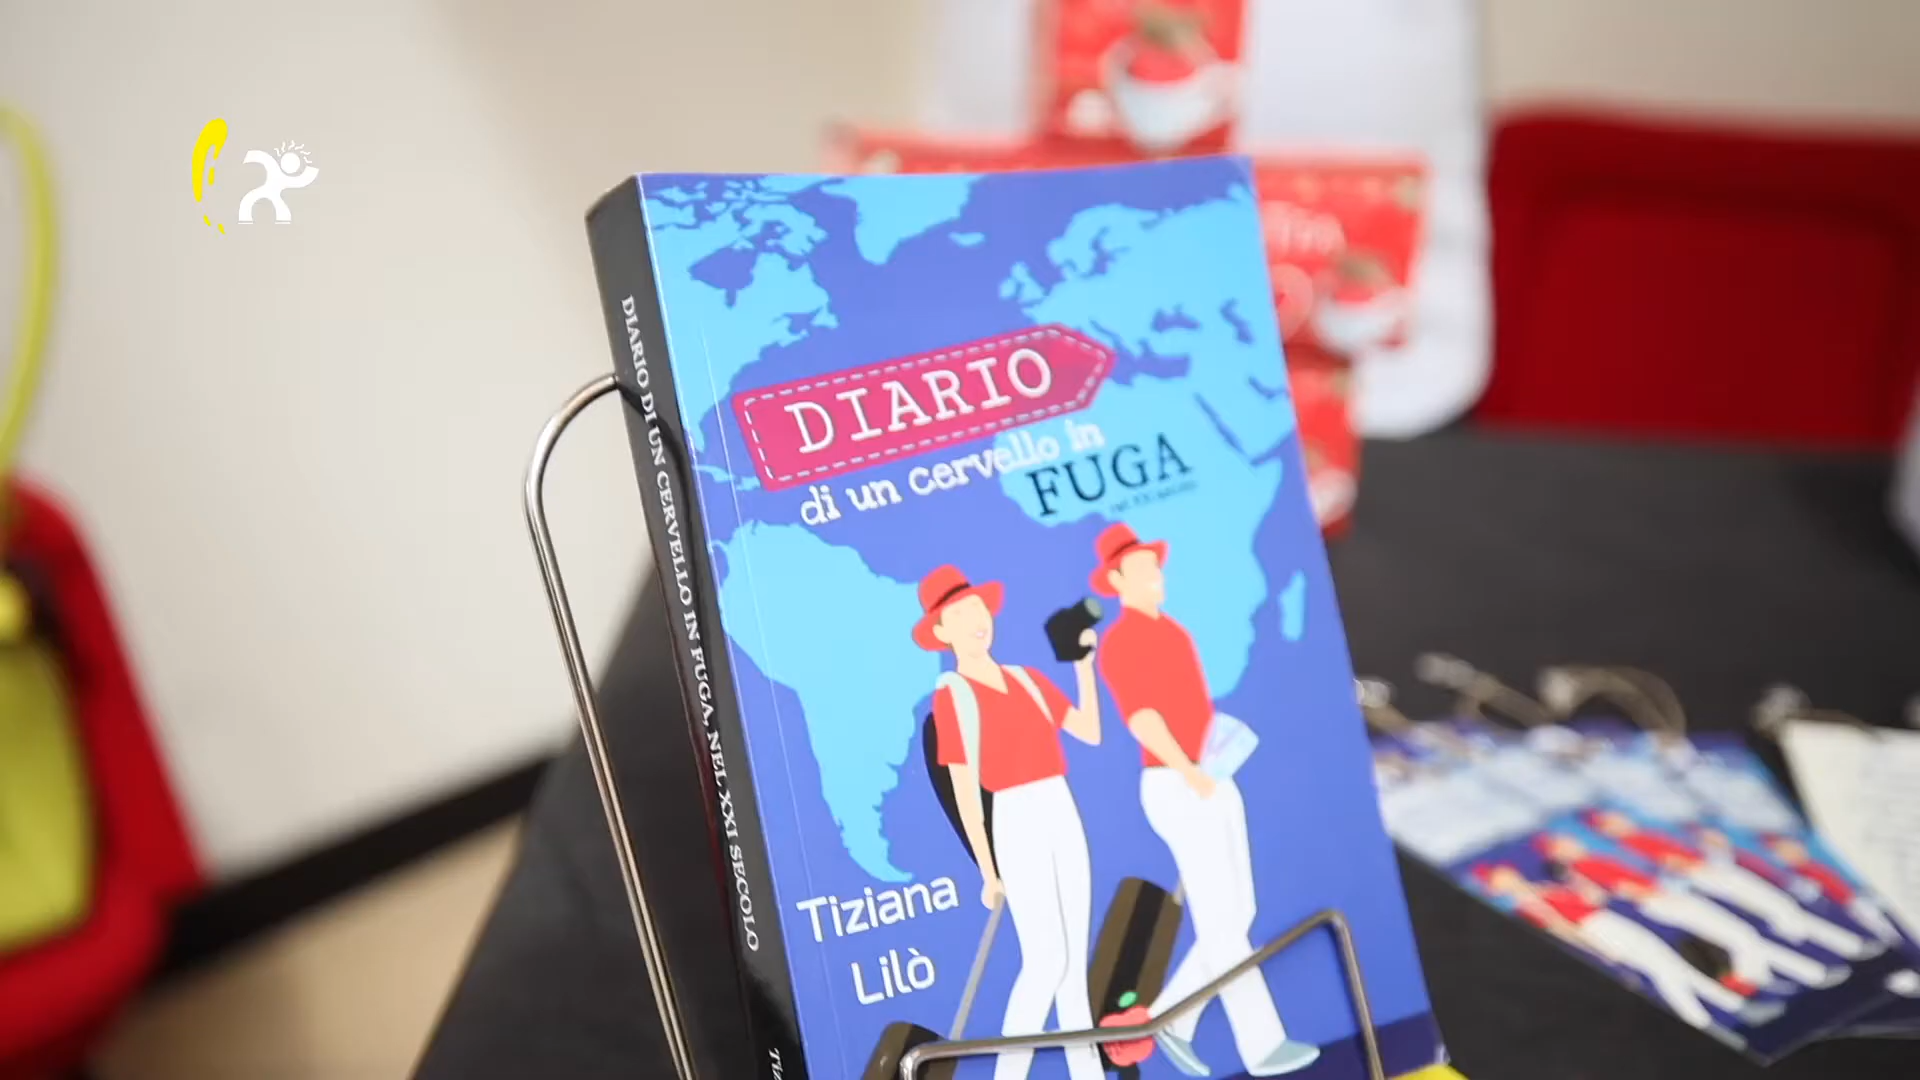 DIARIO
di un cervello in
FUGA
Tiziana
Lilò
DIARIO DI UN CERVELLO IN FUGA, NEL XXI SECOLO